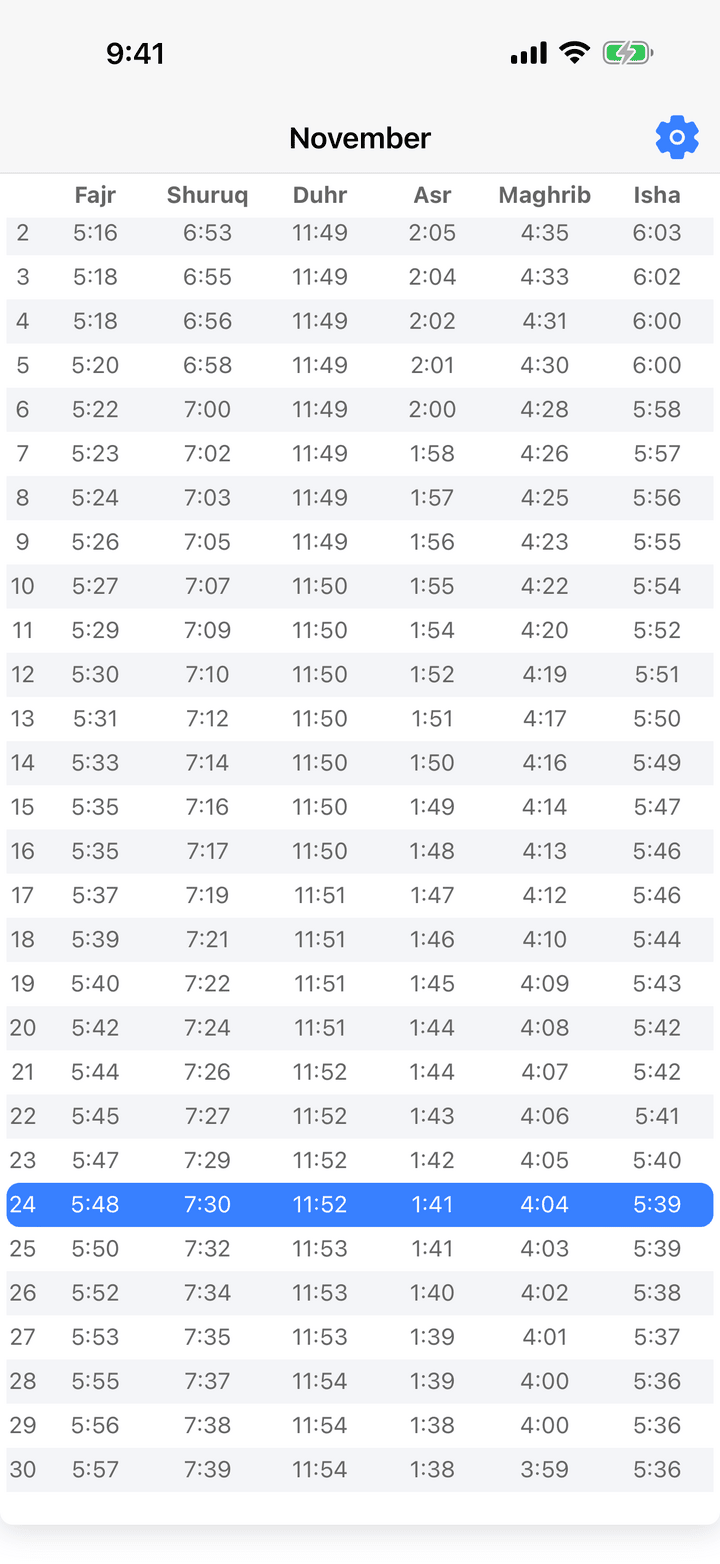 9:41
November
Fajr Shuruq Duhr Asr Maghrib Isha
2 5:16 6:53 11:49 2:05 4:35 6:03
3 5:18 6:55 11:49 2:04 4:33 6:02
4 5:18 6:56 11:49 2:02 4:31 6:00
5 5:20 6:58 11:49 2:01 4:30 6:00
6 5:22 7:00 11:49 2:00 4:28 5:58
7 5:23 7:02 11:49 1:58 4:26 5:57
8 5:24 7:03 11:49 1:57 4:25 5:56
9 5:26 7:05 11:49 1:56 4:23 5:55
10 5:27 7:07 11:50 1:55 4:22 5:54
11 5:29 7:09 11:50 1:54 4:20 5:52
12 5:30 7:10 11:50 1:52 4:19 5:51
13 5:31 7:12 11:50 1:51 4:17 5:50
14 5:33 7:14 11:50 1:50 4:16 5:49
15 5:35 7:16 11:50 1:49 4:14 5:47
16 5:35 7:17 11:50 1:48 4:13 5:46
17 5:37 7:19 11:51 1:47 4:12 5:46
18 5:39 7:21 11:51 1:46 4:10 5:44
19 5:40 7:22 11:51 1:45 4:09 5:43
20 5:42 7:24 11:51 1:44 4:08 5:42
21 5:44 7:26 11:52 1:44 4:07 5:42
22 5:45 7:27 11:52 1:43 4:06 5:41
23 5:47 7:29 11:52 1:42 4:05 5:40
24 5:48 7:30 11:52 1:41 4:04 5:39
25 5:50 7:32 11:53 1:41 4:03 5:39
26 5:52 7:34 11:53 1:40 4:02 5:38
27 5:53 7:35 11:53 1:39 4:01 5:37
28 5:55 7:37 11:54 1:39 4:00 5:36
29 5:56 7:38 11:54 1:38 4:00 5:36
30 5:57 7:39 11:54 1:38 3:59 5:36